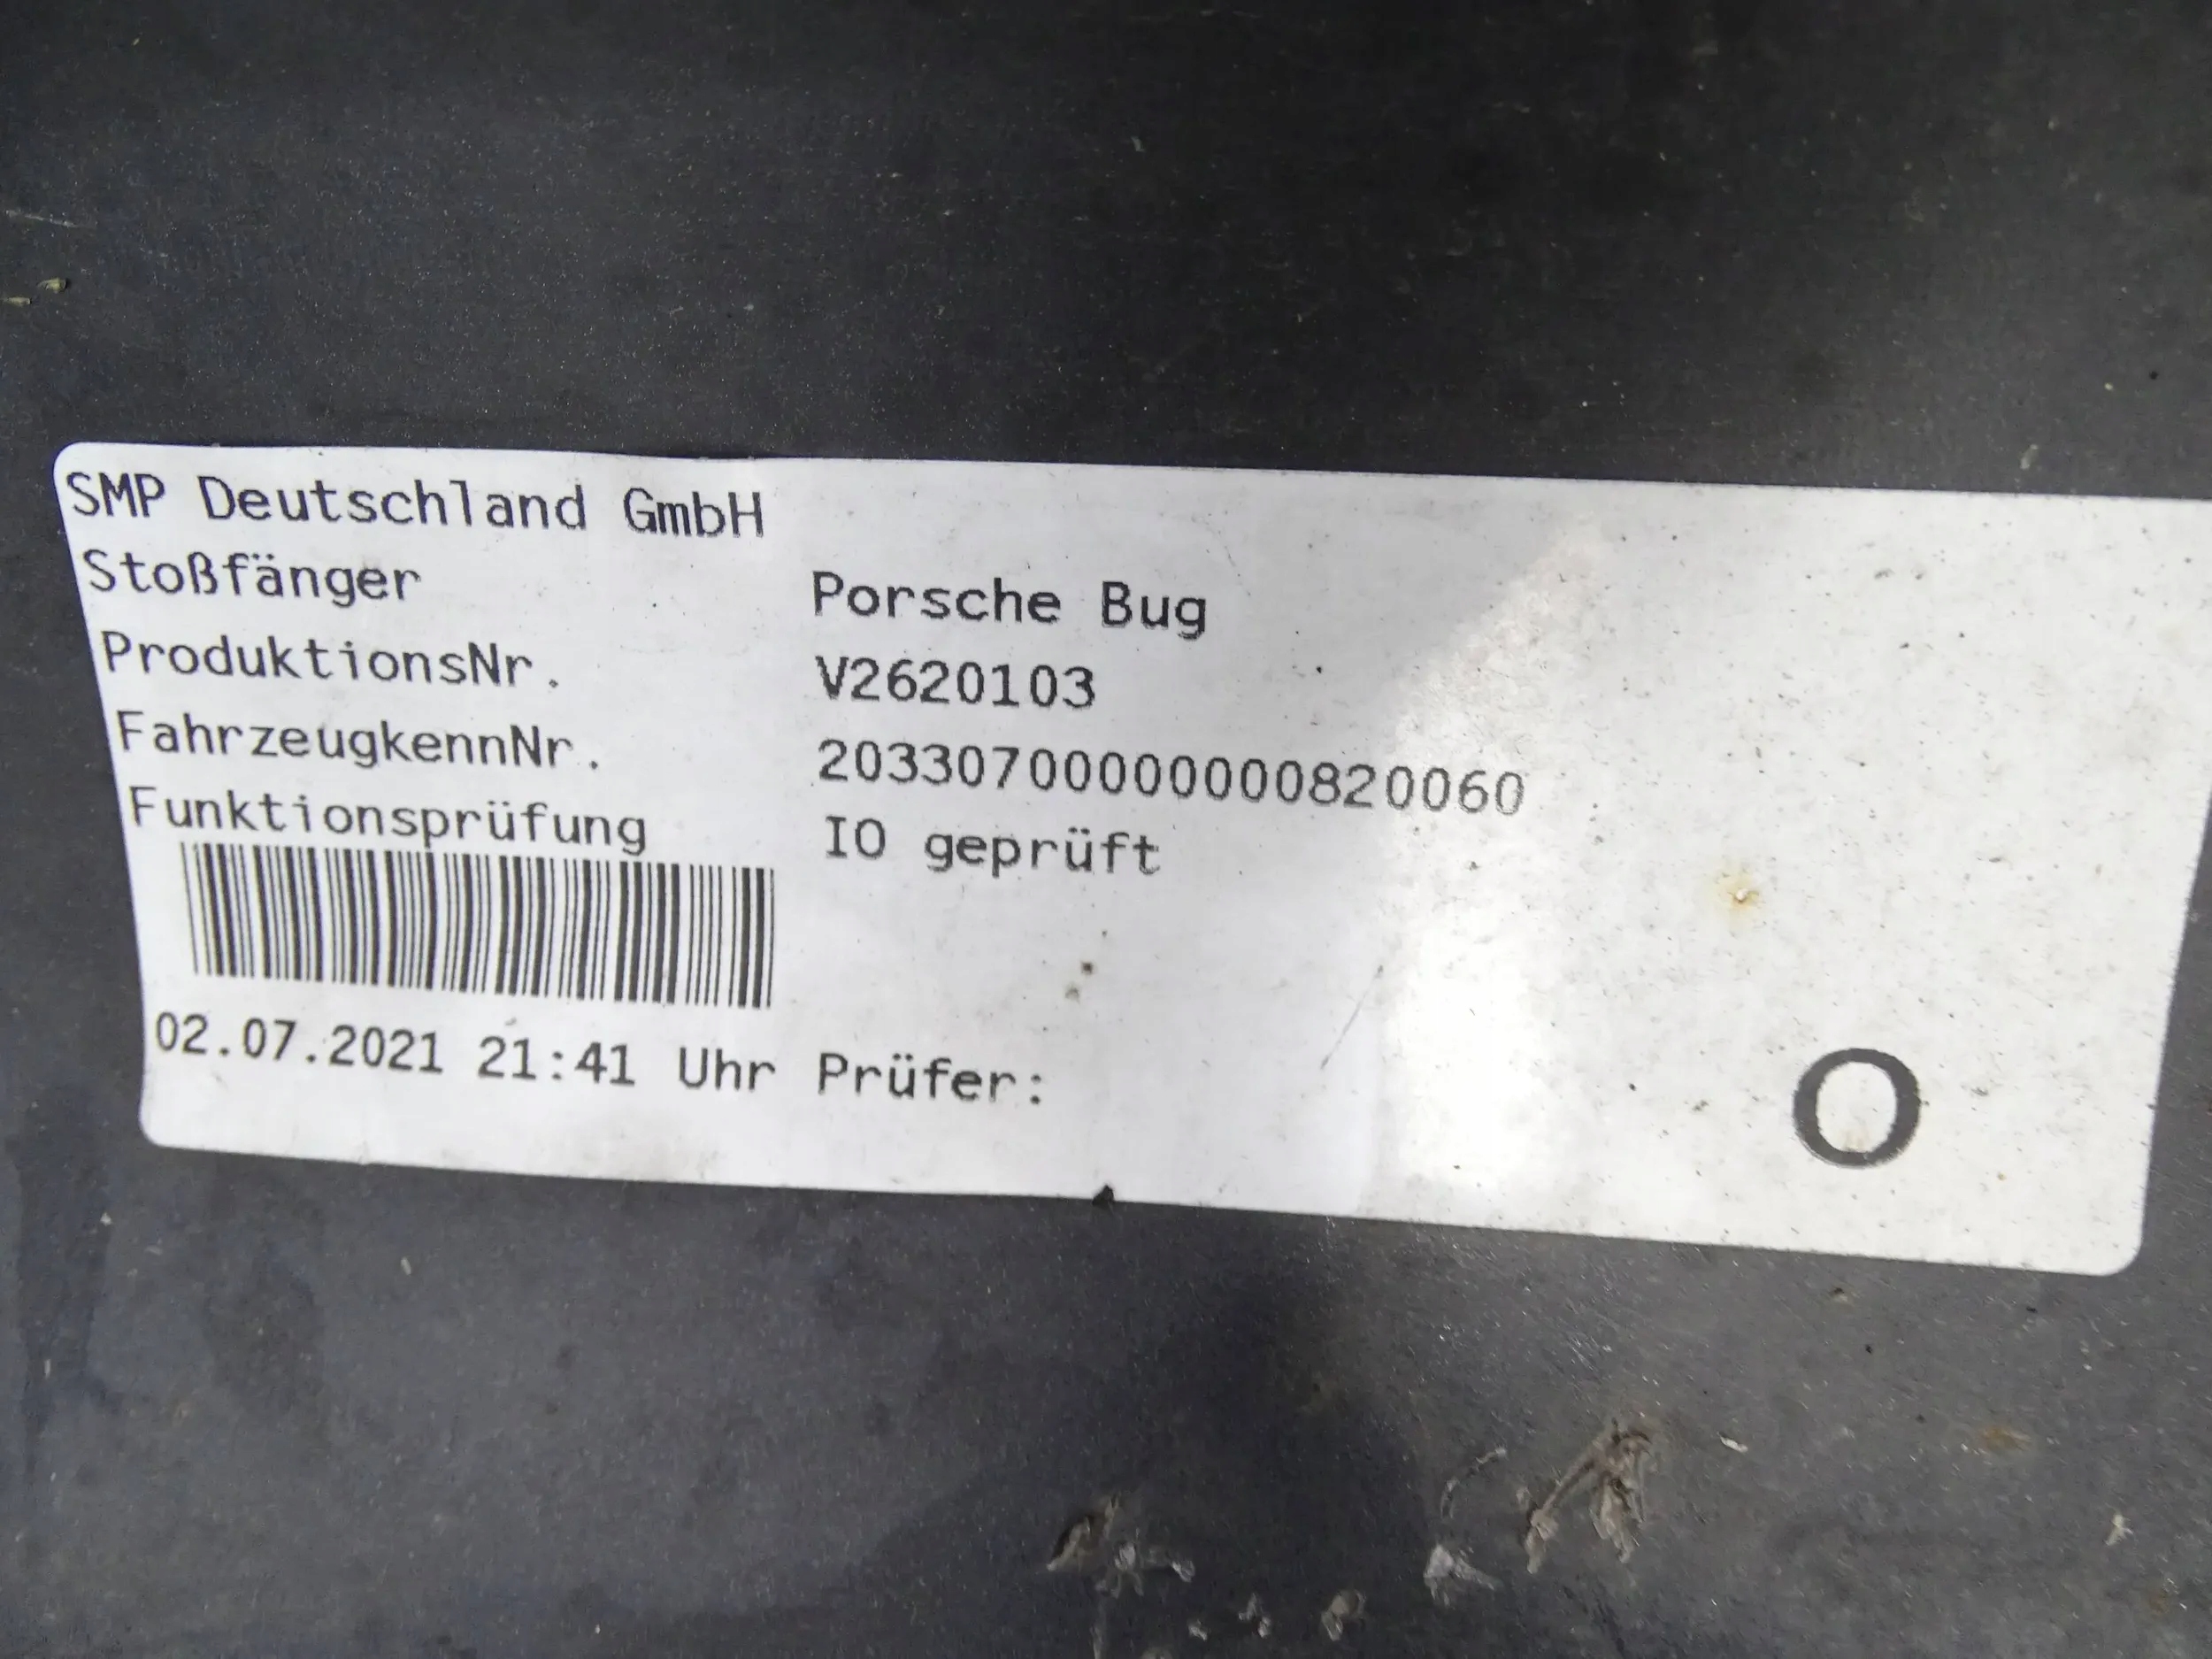 SMP Deutschland GmbH
Stoßfänger Porsche Bug
ProduktionsNr. V2620103
FahrzeugkennNr. 20330700000000820060
Funktionsprüfung IO geprüft
02.07.2021 21:41 Uhr Prüfer:
O